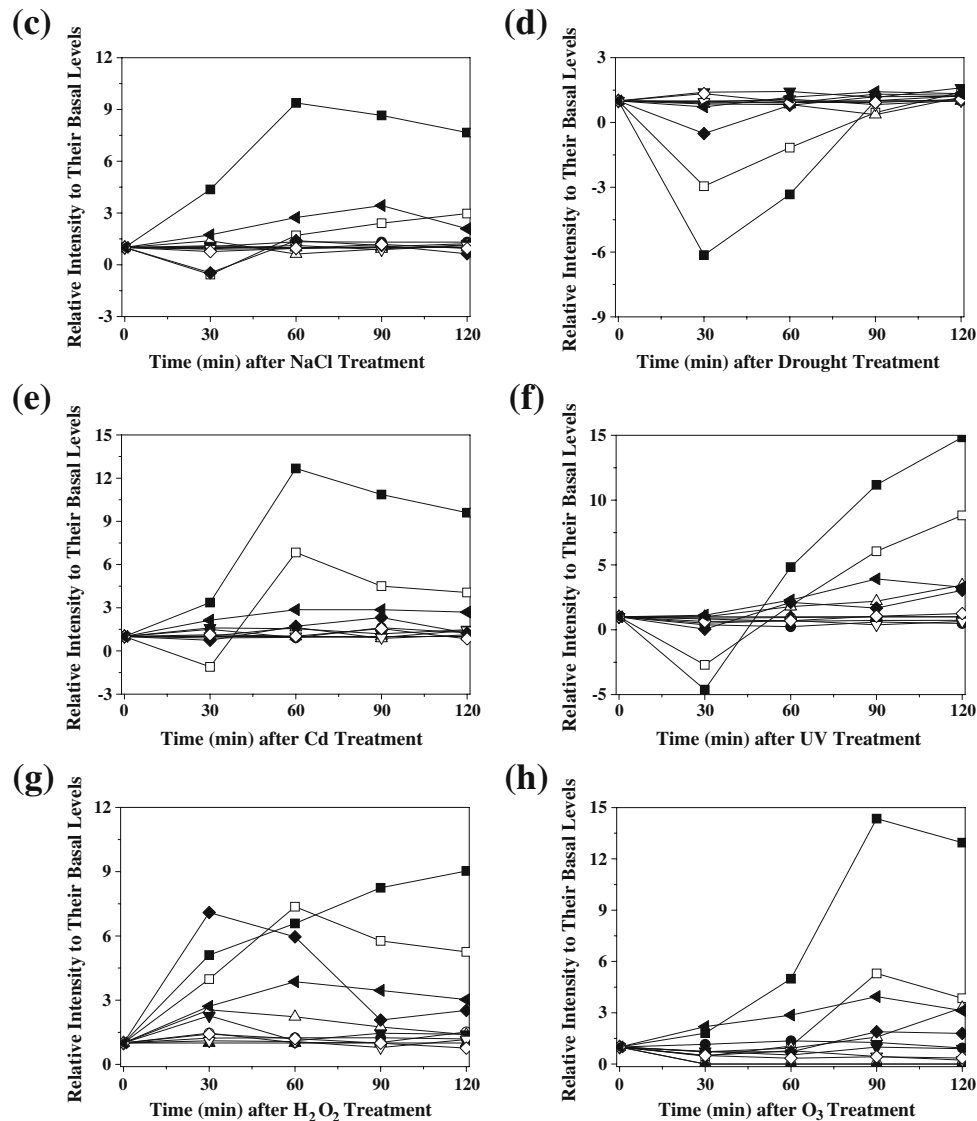 (c)
Relative Intensity to Their Basal Levels
12
9
6
3
0
-3
0 30 60 90 120
Time (min) after NaCl Treatment
(d)
Relative Intensity to Their Basal Levels
3
0
-3
-6
-9
0 30 60 90 120
Time (min) after Drought Treatment
(e)
Relative Intensity to Their Basal Levels
15
12
9
6
3
0
-3
0 30 60 90 120
Time (min) after Cd Treatment
(f)
Relative Intensity to Their Basal Levels
15
10
5
0
-5
0 30 60 90 120
Time (min) after UV Treatment
(g)
Relative Intensity to Their Basal Levels
12
9
6
3
0
0 30 60 90 120
Time (min) after H₂O₂ Treatment
(h)
Relative Intensity to Their Basal Levels
15
12
9
6
3
0
0 30 60 90 120
Time (min) after O₃ Treatment